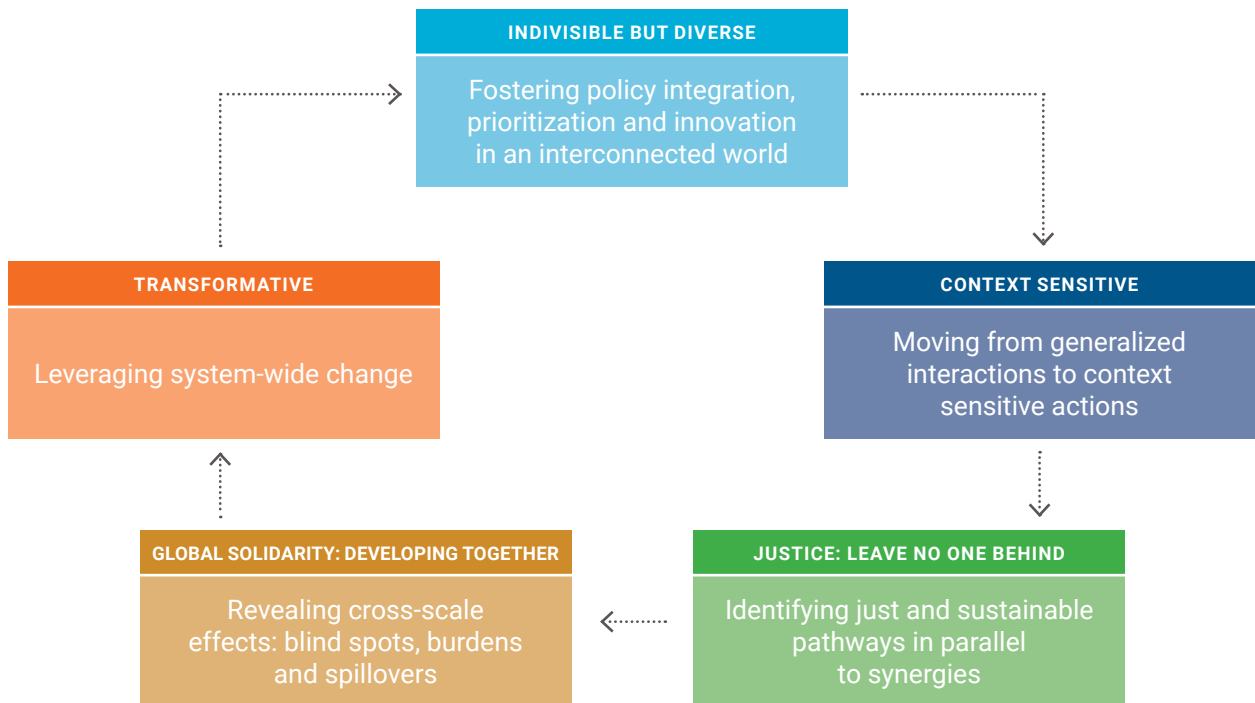 INDIVISIBLE BUT DIVERSE
Fostering policy integration,
prioritization and innovation
in an interconnected world
CONTEXT SENSITIVE
Moving from generalized
interactions to context
sensitive actions
JUSTICE: LEAVE NO ONE BEHIND
Identifying just and sustainable
pathways in parallel
to synergies
GLOBAL SOLIDARITY: DEVELOPING TOGETHER
Revealing cross-scale
effects: blind spots, burdens
and spillovers
TRANSFORMATIVE
Leveraging system-wide change